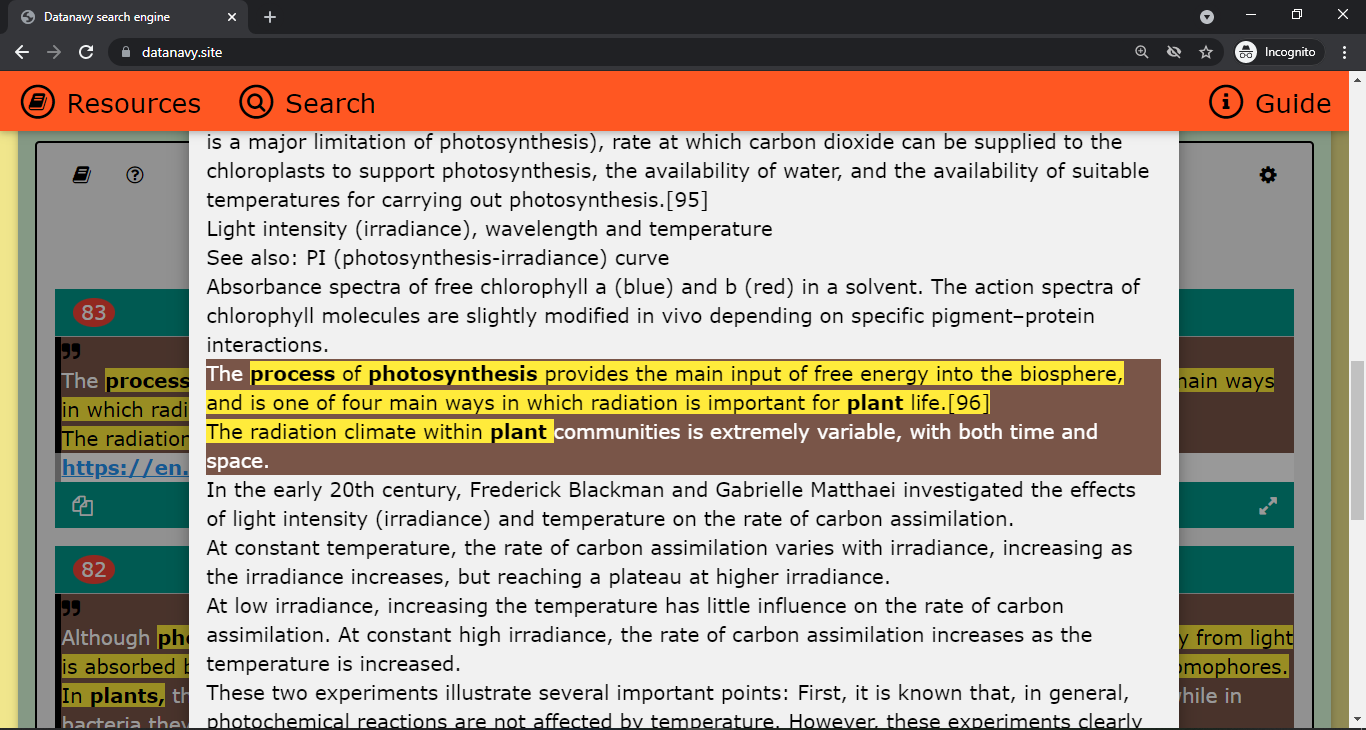 Datanavy search engine
datanavy.site
Incognito
Resources
Search
Guide
is a major limitation of photosynthesis), rate at which carbon dioxide can be supplied to the
chloroplasts to support photosynthesis, the availability of water, and the availability of suitable
temperatures for carrying out photosynthesis.[95]
Light intensity (irradiance), wavelength and temperature
See also: PI (photosynthesis-irradiance) curve
Absorbance spectra of free chlorophyll a (blue) and b (red) in a solvent. The action spectra of
chlorophyll molecules are slightly modified in vivo depending on specific pigment–protein
interactions.
The process of photosynthesis provides the main input of free energy into the biosphere,
and is one of four main ways in which radiation is important for plant life.[96]
The radiation climate within plant communities is extremely variable, with both time and
space.
In the early 20th century, Frederick Blackman and Gabrielle Matthaei investigated the effects
of light intensity (irradiance) and temperature on the rate of carbon assimilation.
At constant temperature, the rate of carbon assimilation varies with irradiance, increasing as
the irradiance increases, but reaching a plateau at higher irradiance.
At low irradiance, increasing the temperature has little influence on the rate of carbon
assimilation. At constant high irradiance, the rate of carbon assimilation increases as the
temperature is increased.
These two experiments illustrate several important points: First, it is known that, in general,
photochemical reactions are not affected by temperature. However, these experiments clearly
83
The process
in which radi
The radiation
https://en.
main ways
82
Although pho
is absorbed b
In plants, th
bacteria they
y from light
omophores.
while in